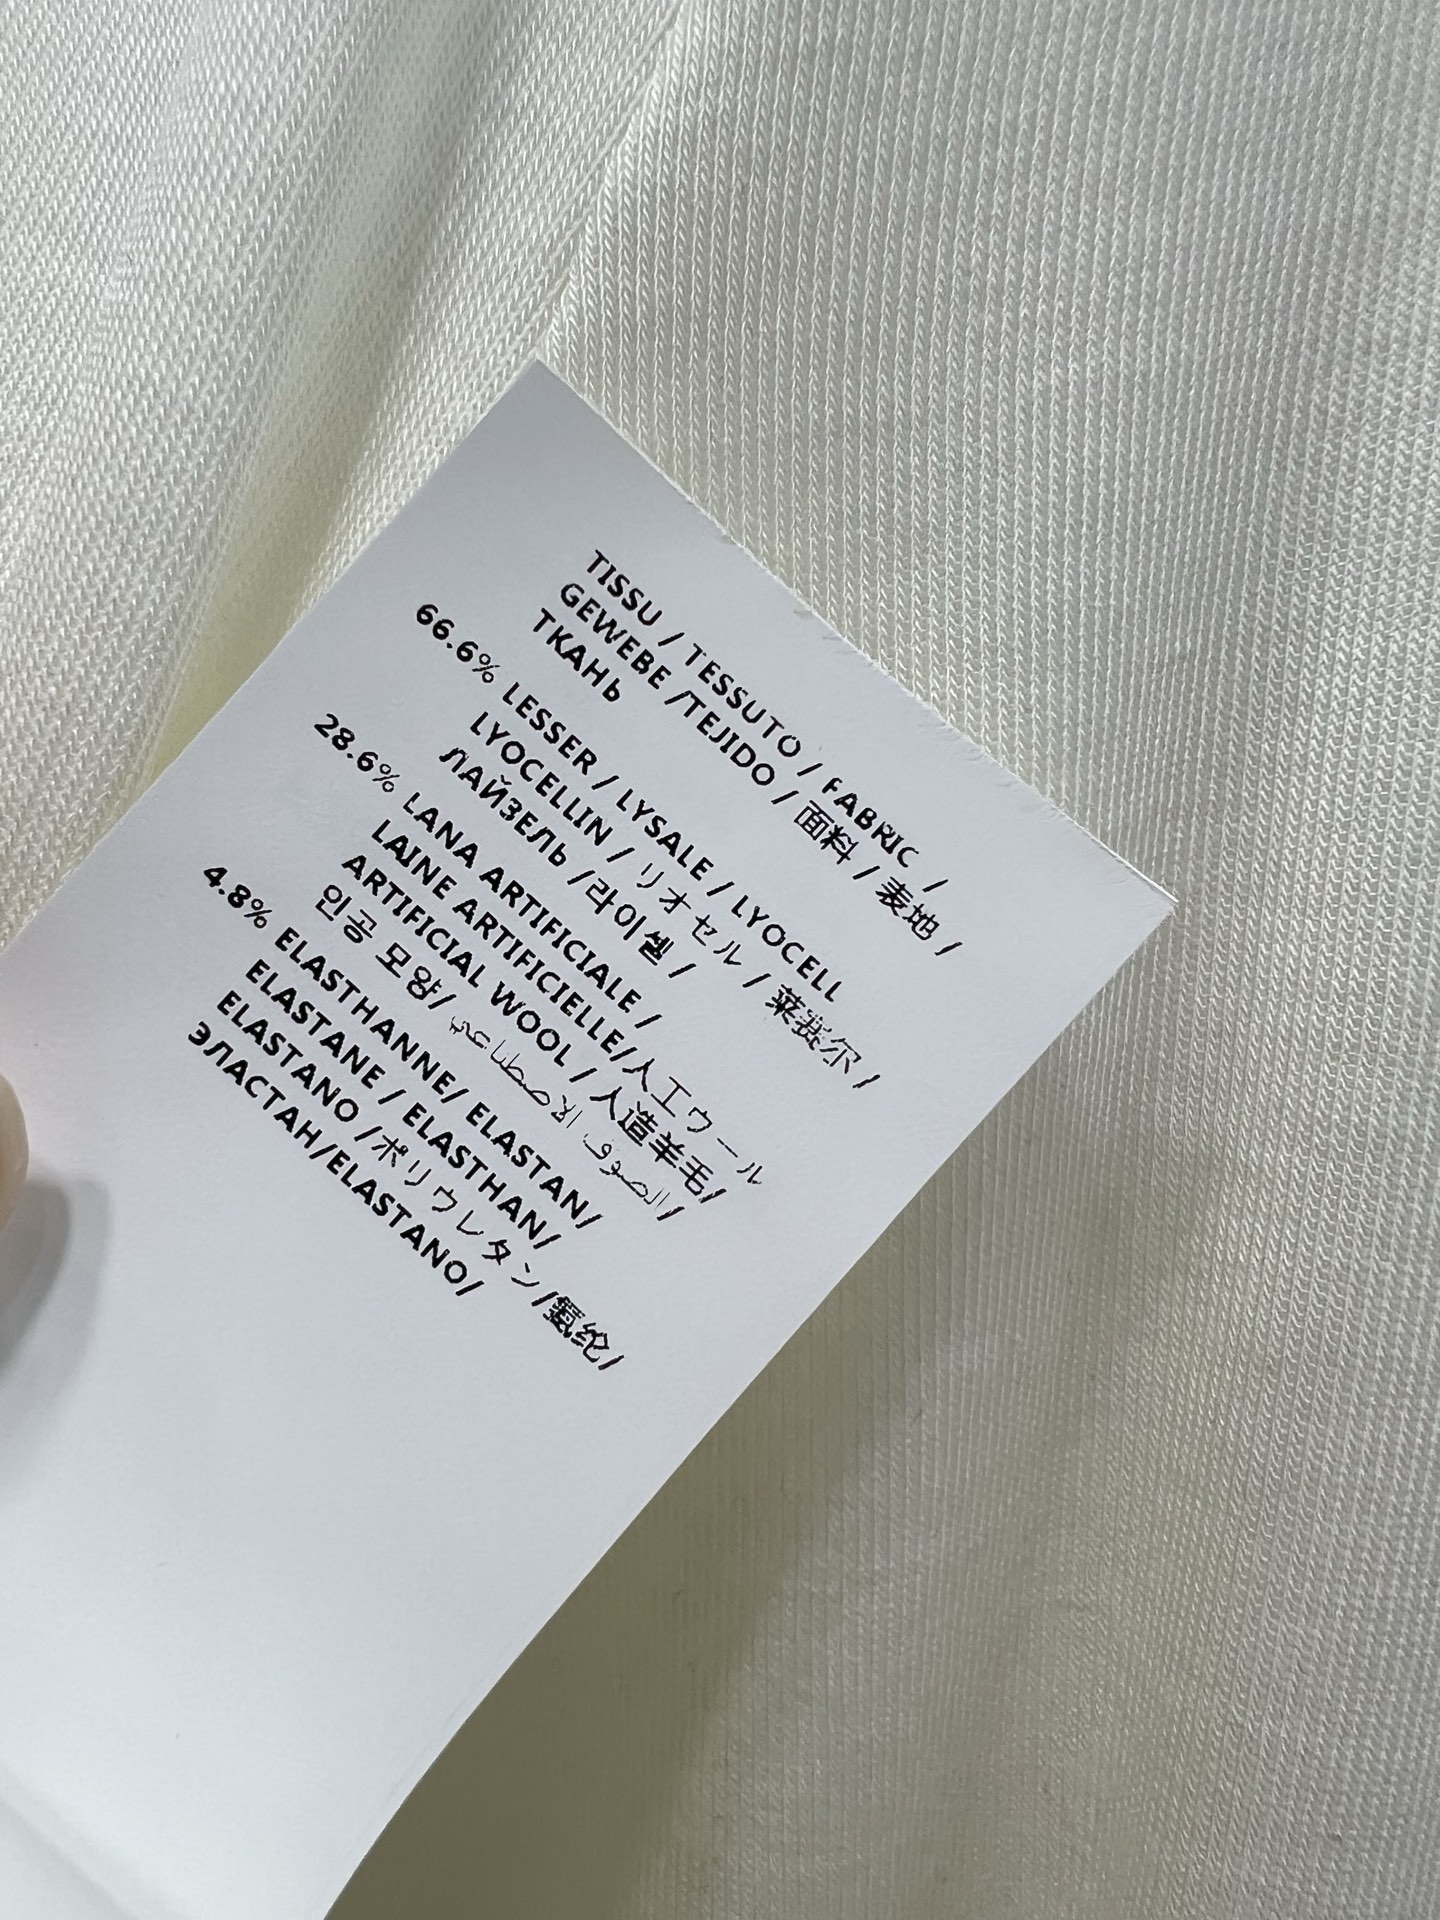 TISSU / TESSUTO / FABRIC /
GEWEBE /TEJIDO / 面料 / 表地 /
ТКАНЬ
66.6% LESSER / LYSALE / LYOCELL
LYOCELLIN / リオセル / 莱赛尔 /
ЛАЙЗЕЛЬ /라이셀 /
28.6% LANA ARTIFICIALE /
LAINE ARTIFICIELLE/人工ウール
ARTIFICIAL WOOL / 人造羊毛/
인공 모양/ الصوف الاصطناعي/
4.8% ELASTHANNE/ ELASTAN/
ELASTANE / ELASTHAN/
ELASTANO /ポリウレタン/氨纶/
ЭЛАСТАН/ELASTANO/